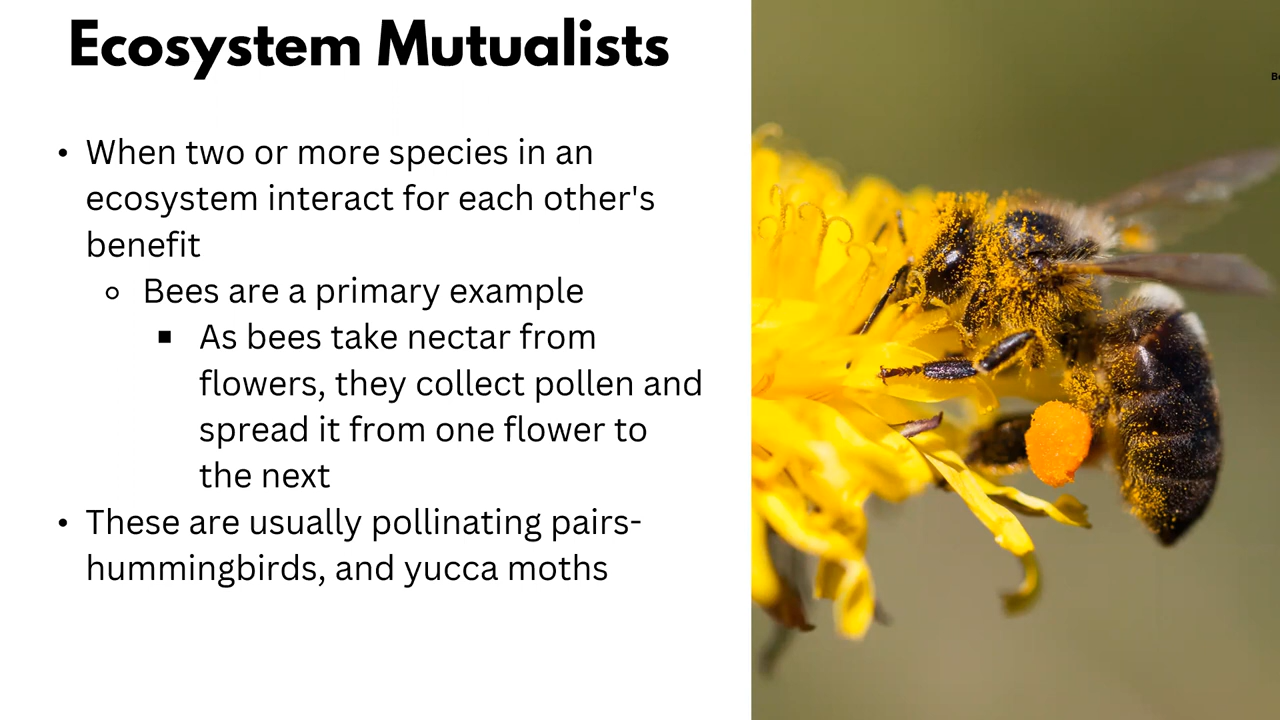 Ecosystem Mutualists
• When two or more species in an
ecosystem interact for each other's
benefit
○ Bees are a primary example
■ As bees take nectar from
flowers, they collect pollen and
spread it from one flower to
the next
• These are usually pollinating pairs-
hummingbirds, and yucca moths